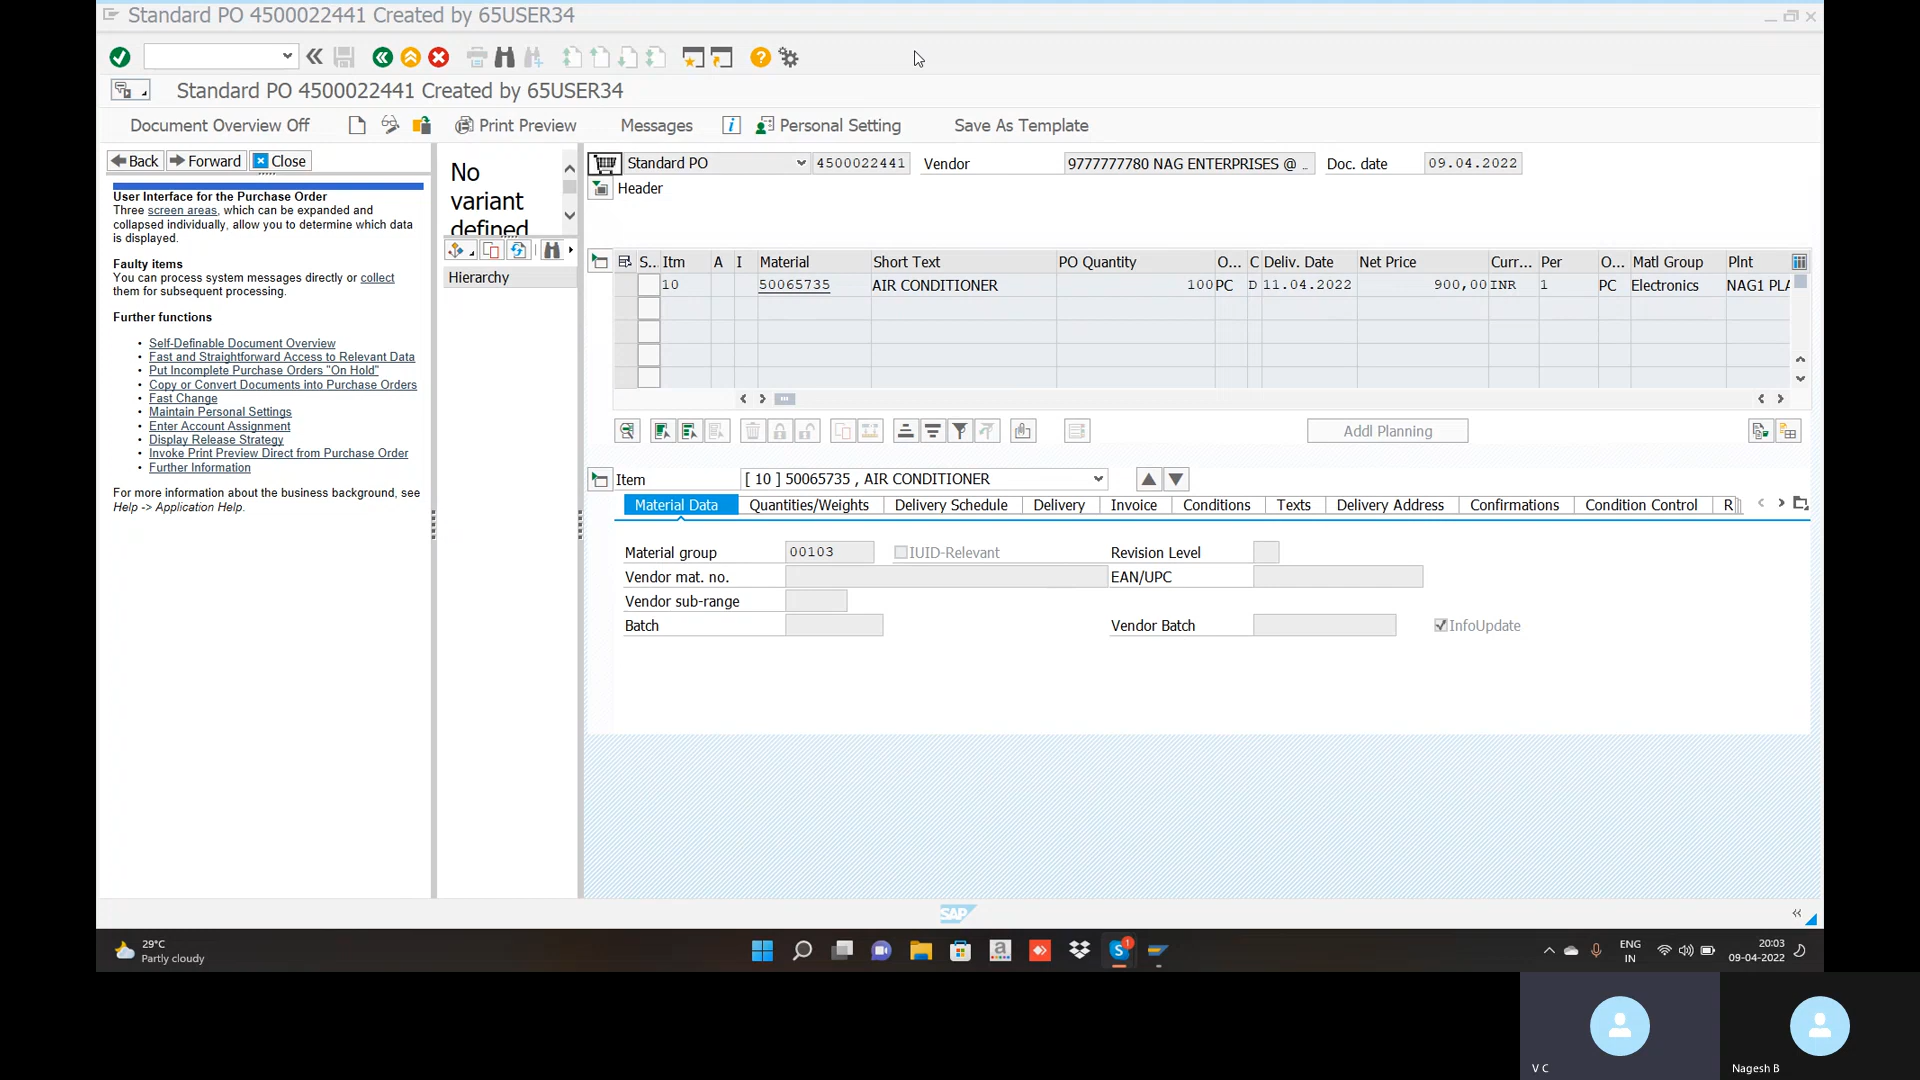 Standard PO 4500022441 Created by 65USER34
Standard PO 4500022441 Created by 65USER34
Document Overview Off
Print Preview
Messages
Personal Setting
Save As Template
Back
Forward
Close
User Interface for the Purchase Order
Three screen areas, which can be expanded and
collapsed individually, allow you to determine which data
is displayed.
Faulty items
You can process system messages directly or collect
them for subsequent processing.
Further functions
• Self-Definable Document Overview
• Fast and Straightforward Access to Relevant Data
• Put Incomplete Purchase Orders "On Hold"
• Copy or Convert Documents into Purchase Orders
• Fast Change
• Maintain Personal Settings
• Enter Account Assignment
• Display Release Strategy
• Invoke Print Preview Direct from Purchase Order
• Further Information
For more information about the business background, see
Help -> Application Help.
No
variant
defined
Hierarchy
Standard PO 4500022441 Vendor 9777777780 NAG ENTERPRISES @ .. Doc. date 09.04.2022
Header
S... Itm A I Material Short Text PO Quantity O... C Deliv. Date Net Price Curr... Per O... Matl Group Plnt
10 50065735 AIR CONDITIONER 100 PC D 11.04.2022 900,00 INR 1 PC Electronics NAG1 PLA
Addl Planning
Item [ 10 ] 50065735 , AIR CONDITIONER
Material Data Quantities/Weights Delivery Schedule Delivery Invoice Conditions Texts Delivery Address Confirmations Condition Control R
Material group 00103 IUID-Relevant Revision Level
Vendor mat. no. EAN/UPC
Vendor sub-range
Batch Vendor Batch InfoUpdate
SAP
29°C
Partly cloudy
1
ENG
IN
20:03
09-04-2022
V C
Nagesh B